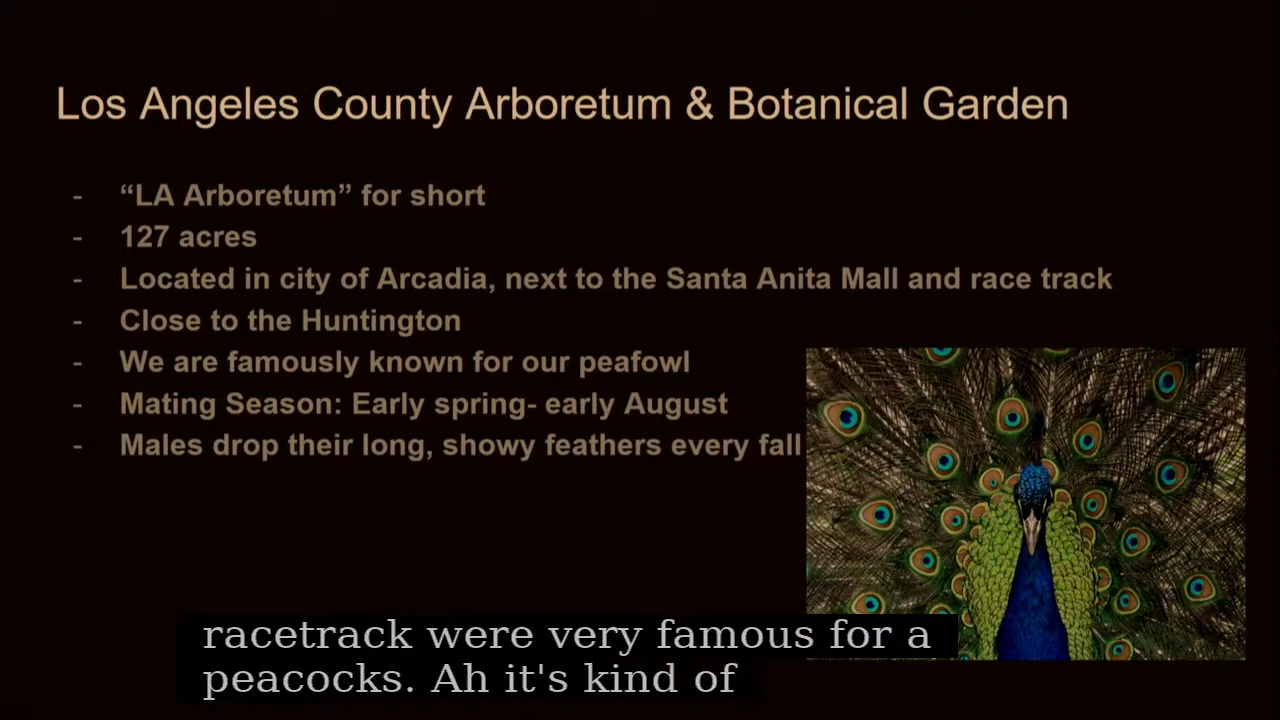 Los Angeles County Arboretum & Botanical Garden
- “LA Arboretum” for short
- 127 acres
- Located in city of Arcadia, next to the Santa Anita Mall and race track
- Close to the Huntington
- We are famously known for our peafowl
- Mating Season: Early spring- early August
- Males drop their long, showy feathers every fall
racetrack were very famous for a
peacocks. Ah it's kind of